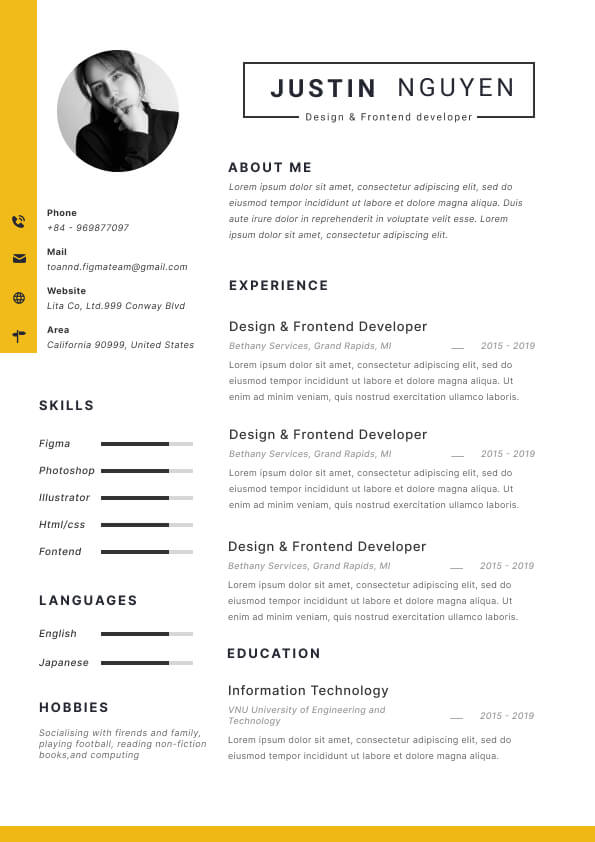 JUSTIN NGUYEN
Design & Frontend developer
Phone
+84 - 969877097
Mail
toannd.figmateam@gmail.com
Website
Lita Co, Ltd.999 Conway Blvd
Area
California 90999, United States
SKILLS
Figma
Photoshop
Illustrator
Html/css
Fontend
LANGUAGES
English
Japanese
HOBBIES
Socialising with firends and family,
playing football, reading non-fiction
books,and computing
ABOUT ME
Lorem ipsum dolor sit amet, consectetur adipiscing elit, sed do
eiusmod tempor incididunt ut labore et dolore magna aliqua. Duis
aute irure dolor in reprehenderit in voluptate velit esse. Lorem
ipsum dolor sit amet, consectetur adipiscing elit.
EXPERIENCE
Design & Frontend Developer
Bethany Services, Grand Rapids, MI __ 2015 - 2019
Lorem ipsum dolor sit amet, consectetur adipiscing elit, sed do
eiusmod tempor incididunt ut labore et dolore magna aliqua. Ut
enim ad minim veniam, quis nostrud exercitation ullamco laboris.
Design & Frontend Developer
Bethany Services, Grand Rapids, MI __ 2015 - 2019
Lorem ipsum dolor sit amet, consectetur adipiscing elit, sed do
eiusmod tempor incididunt ut labore et dolore magna aliqua. Ut
enim ad minim veniam, quis nostrud exercitation ullamco laboris.
Design & Frontend Developer
Bethany Services, Grand Rapids, MI __ 2015 - 2019
Lorem ipsum dolor sit amet, consectetur adipiscing elit, sed do
eiusmod tempor incididunt ut labore et dolore magna aliqua. Ut
enim ad minim veniam, quis nostrud exercitation ullamco laboris.
EDUCATION
Information Technology
VNU University of Engineering and
Technology __ 2015 - 2019
Lorem ipsum dolor sit amet, consectetur adipiscing elit, sed do
eiusmod tempor incididunt ut labore et dolore magna aliqua.